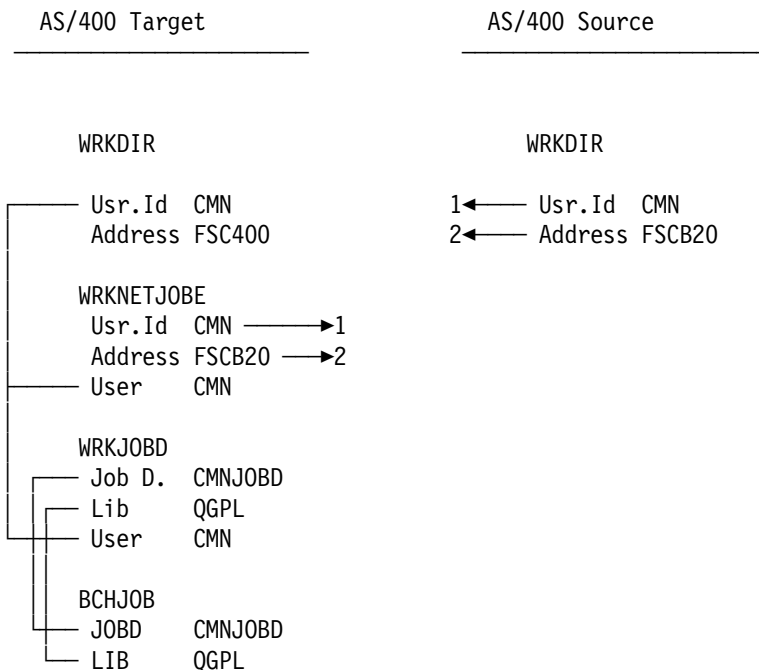 AS/400 Target AS/400 Source
WRKDIR WRKDIR
Usr.Id CMN 1 Usr.Id CMN
Address FSC400 2 Address FSCB20
WRKNETJOBE
Usr.Id CMN 1
Address FSCB20 2
User CMN
WRKJOBD
Job D. CMNJOBD
Lib QGPL
User CMN
BCHJOB
JOBD CMNJOBD
LIB QGPL